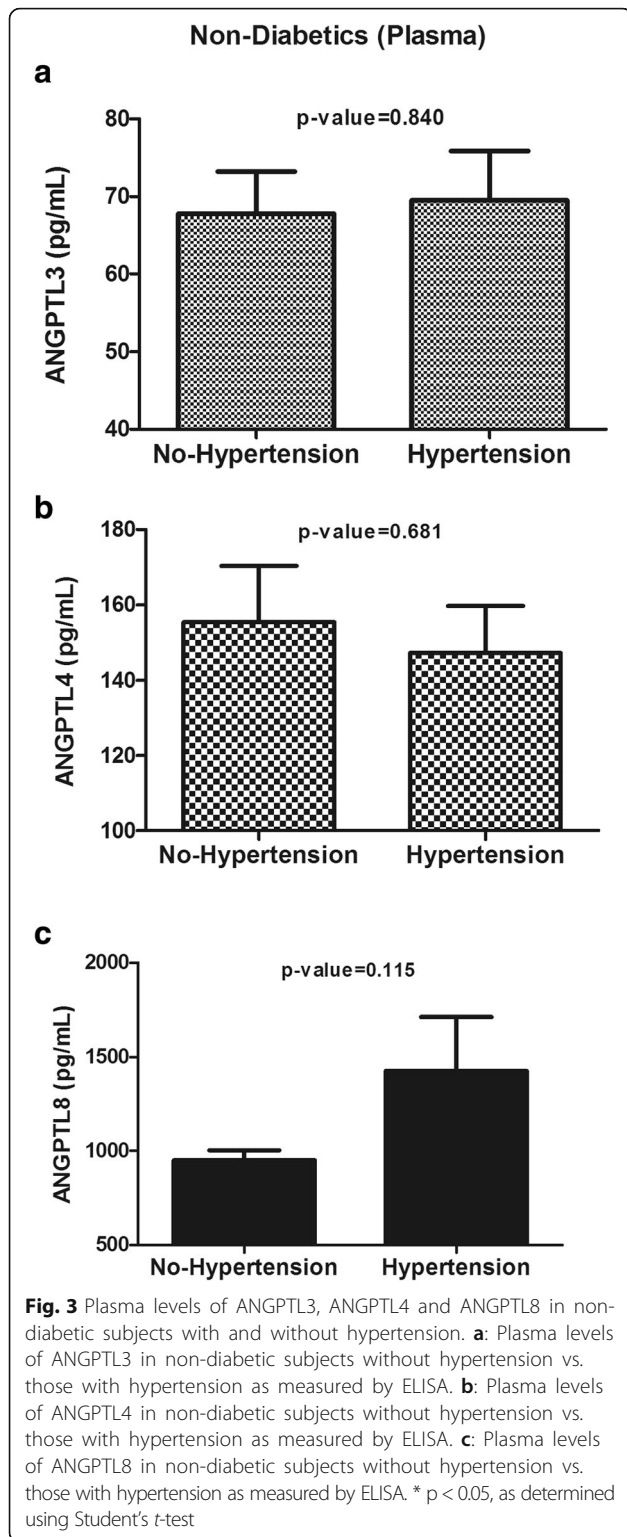 Non-Diabetics (Plasma)
a
p-value=0.840
ANGPTL3 (pg/mL)
80
70
60
50
40
No-Hypertension Hypertension
b
p-value=0.681
ANGPTL4 (pg/mL)
180
160
140
120
100
No-Hypertension Hypertension
c
p-value=0.115
ANGPTL8 (pg/mL)
2000
1500
1000
500
No-Hypertension Hypertension
Fig. 3 Plasma levels of ANGPTL3, ANGPTL4 and ANGPTL8 in non-
diabetic subjects with and without hypertension. a: Plasma levels
of ANGPTL3 in non-diabetic subjects without hypertension vs.
those with hypertension as measured by ELISA. b: Plasma levels
of ANGPTL4 in non-diabetic subjects without hypertension vs.
those with hypertension as measured by ELISA. c: Plasma levels
of ANGPTL8 in non-diabetic subjects without hypertension vs.
those with hypertension as measured by ELISA. * p < 0.05, as determined
using Student's t-test